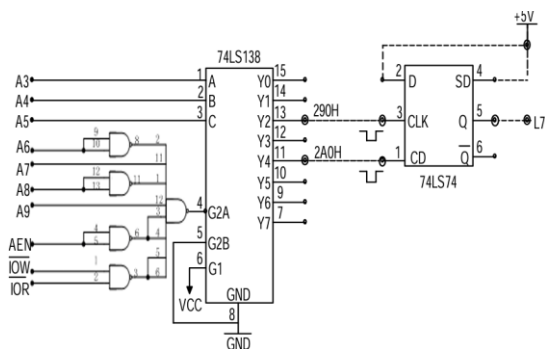 +5V
74LS138
A3 1 A Y0 15
A4 2 B Y1 14
A5 3 C Y2 13 290H
Y3 12
Y4 11 2A0H
Y5 10
Y6 9
Y7 7
2 D SD 4
3 CLK Q 5 L7
1 CD Q 6
74LS74
A6 9 10 8 2
A7 11
A8 12 13 11 1
A9 12
4 G2A
3
AEN 4 5 6 4
5 G2B
5
IOW 1
IOR 2 3 6
6 G1
VCC
GND
8
GND